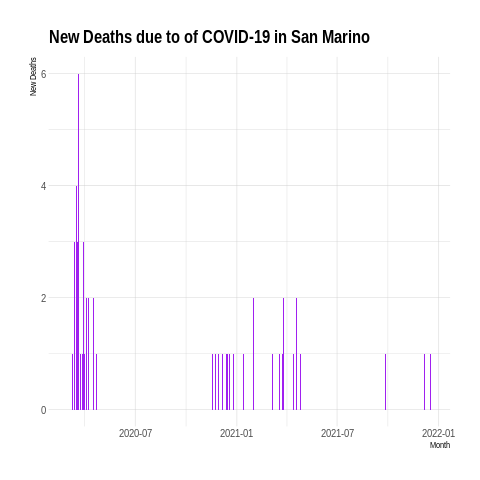 New Deaths due to of COVID-19 in San Marino
New Deaths
6
4
2
0
2020-07
2021-01
2021-07
2022-01
Month